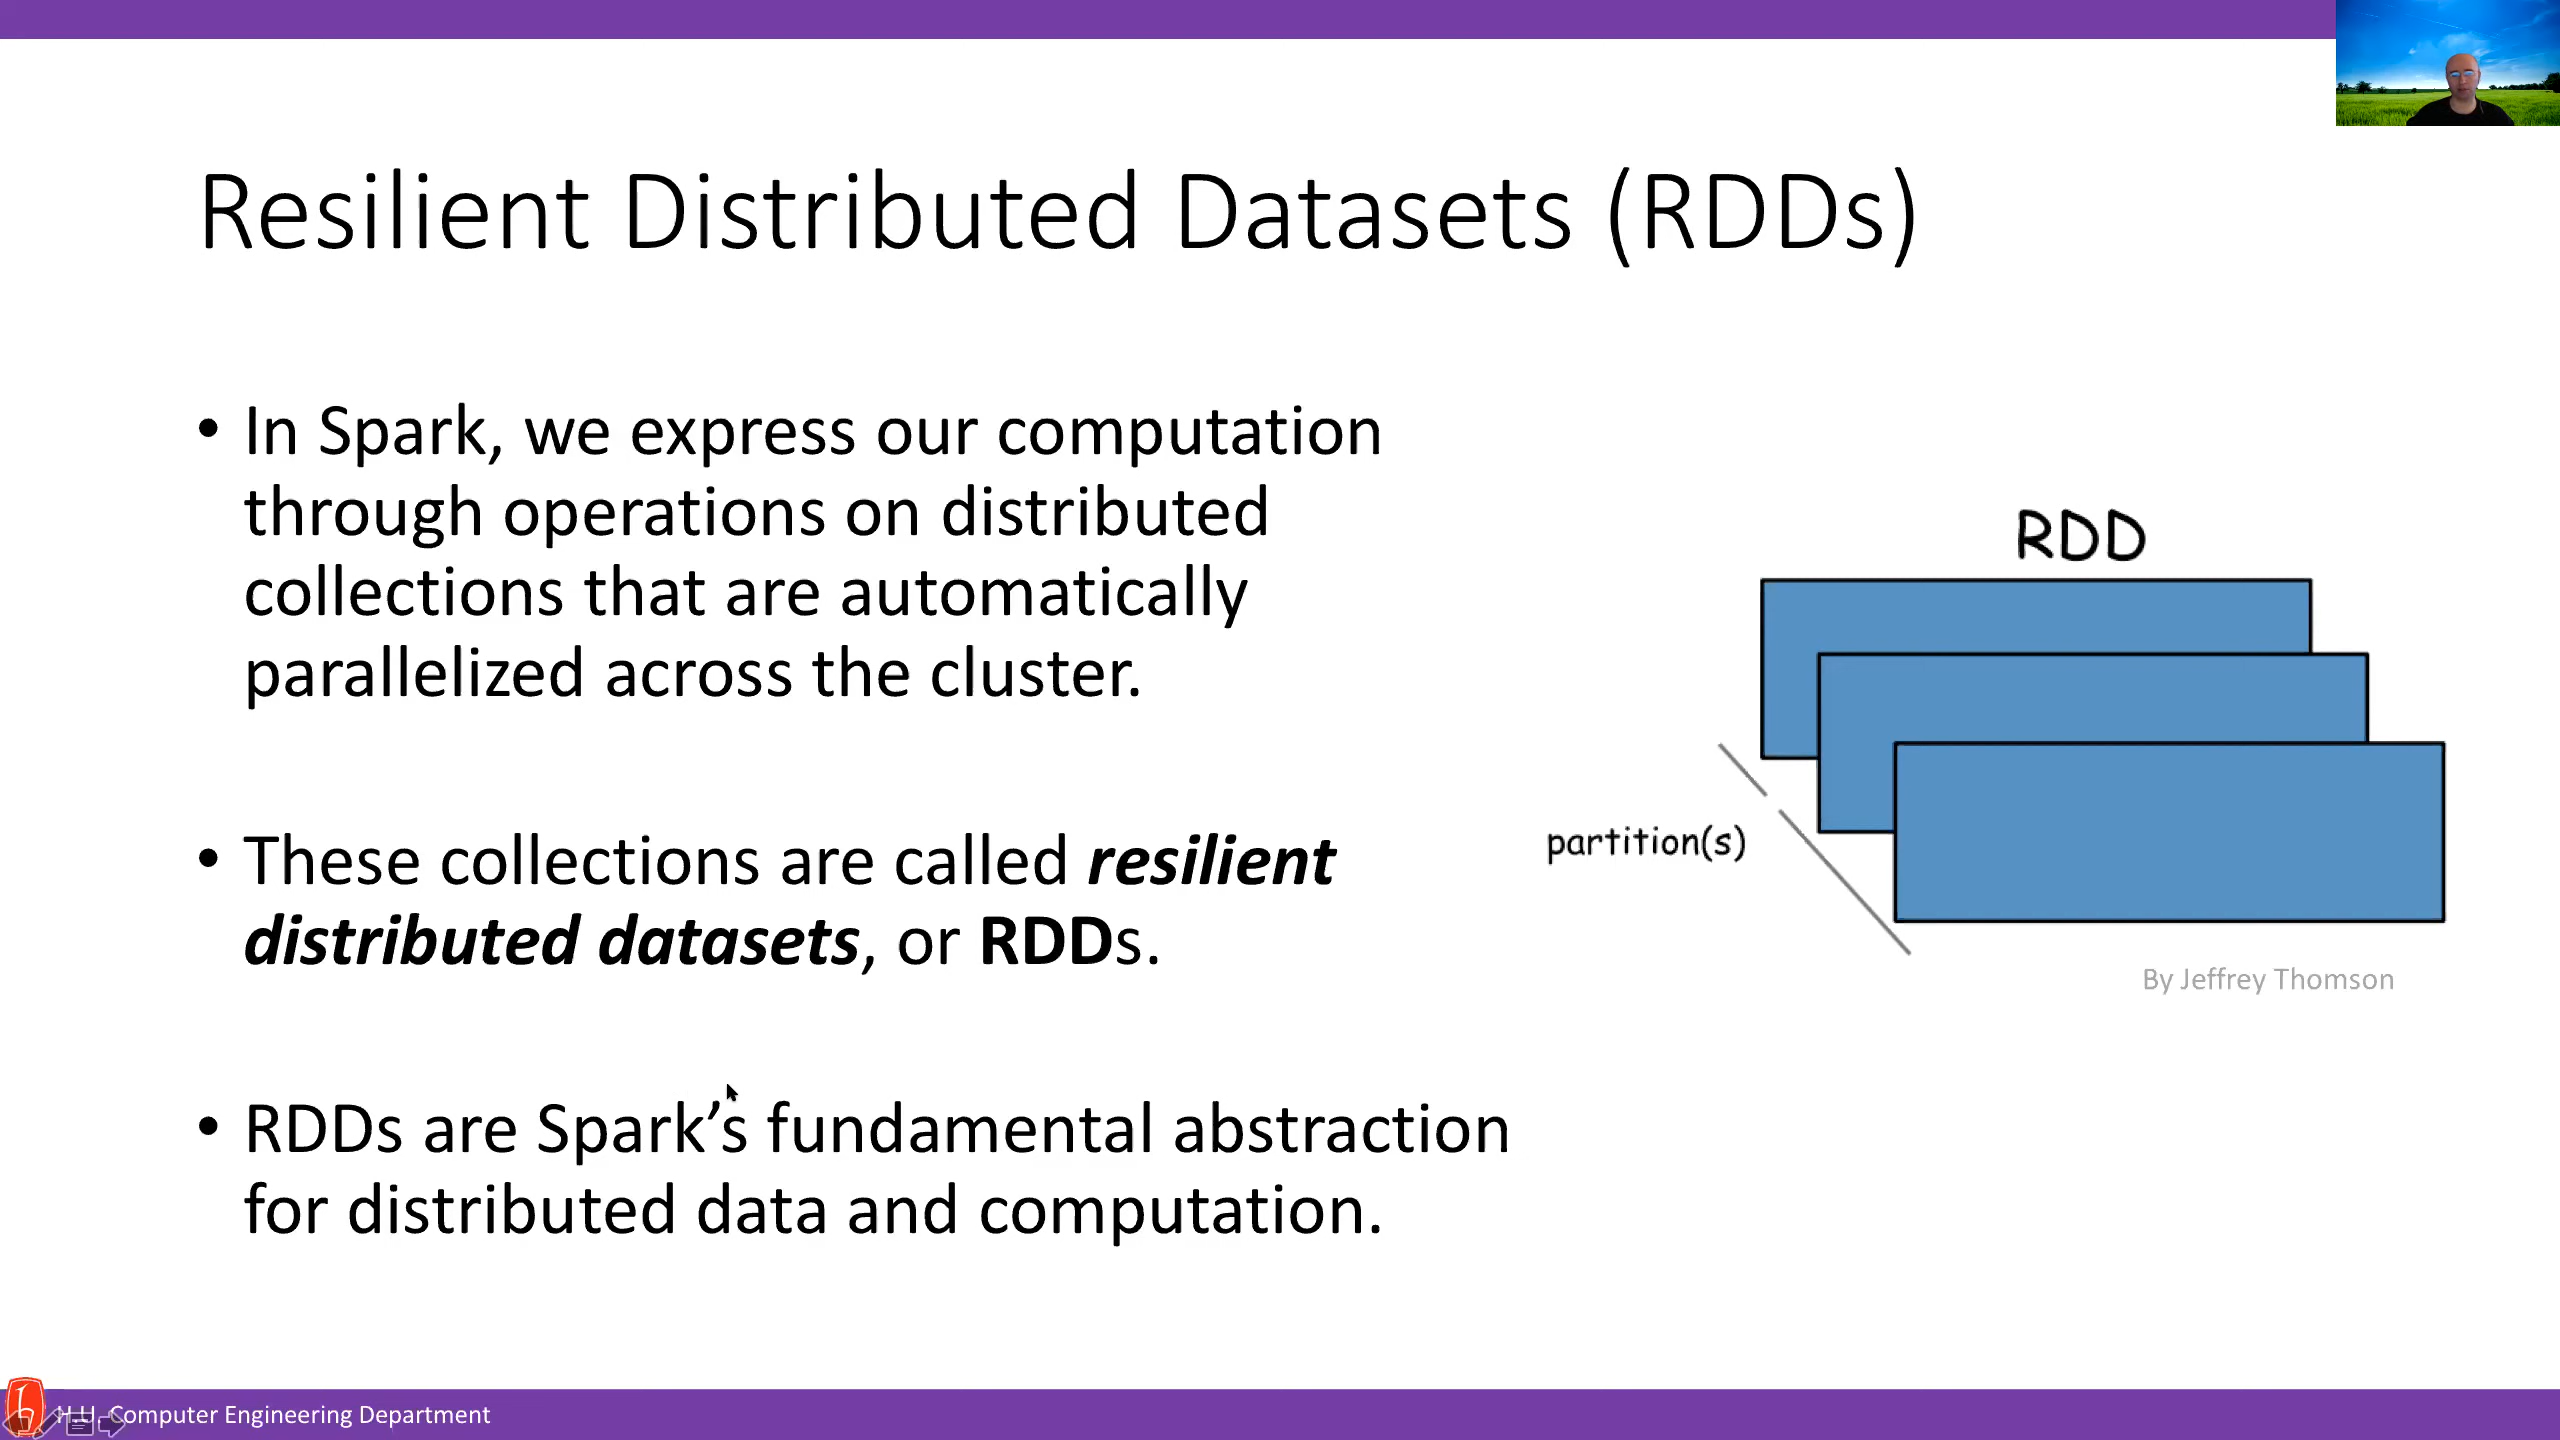 Resilient Distributed Datasets (RDDs)
• In Spark, we express our computation
through operations on distributed
collections that are automatically
parallelized across the cluster.
• These collections are called resilient
distributed datasets, or RDDs.
• RDDs are Spark’s fundamental abstraction
for distributed data and computation.
RDD
partition(s)
By Jeffrey Thomson
H.U. Computer Engineering Department